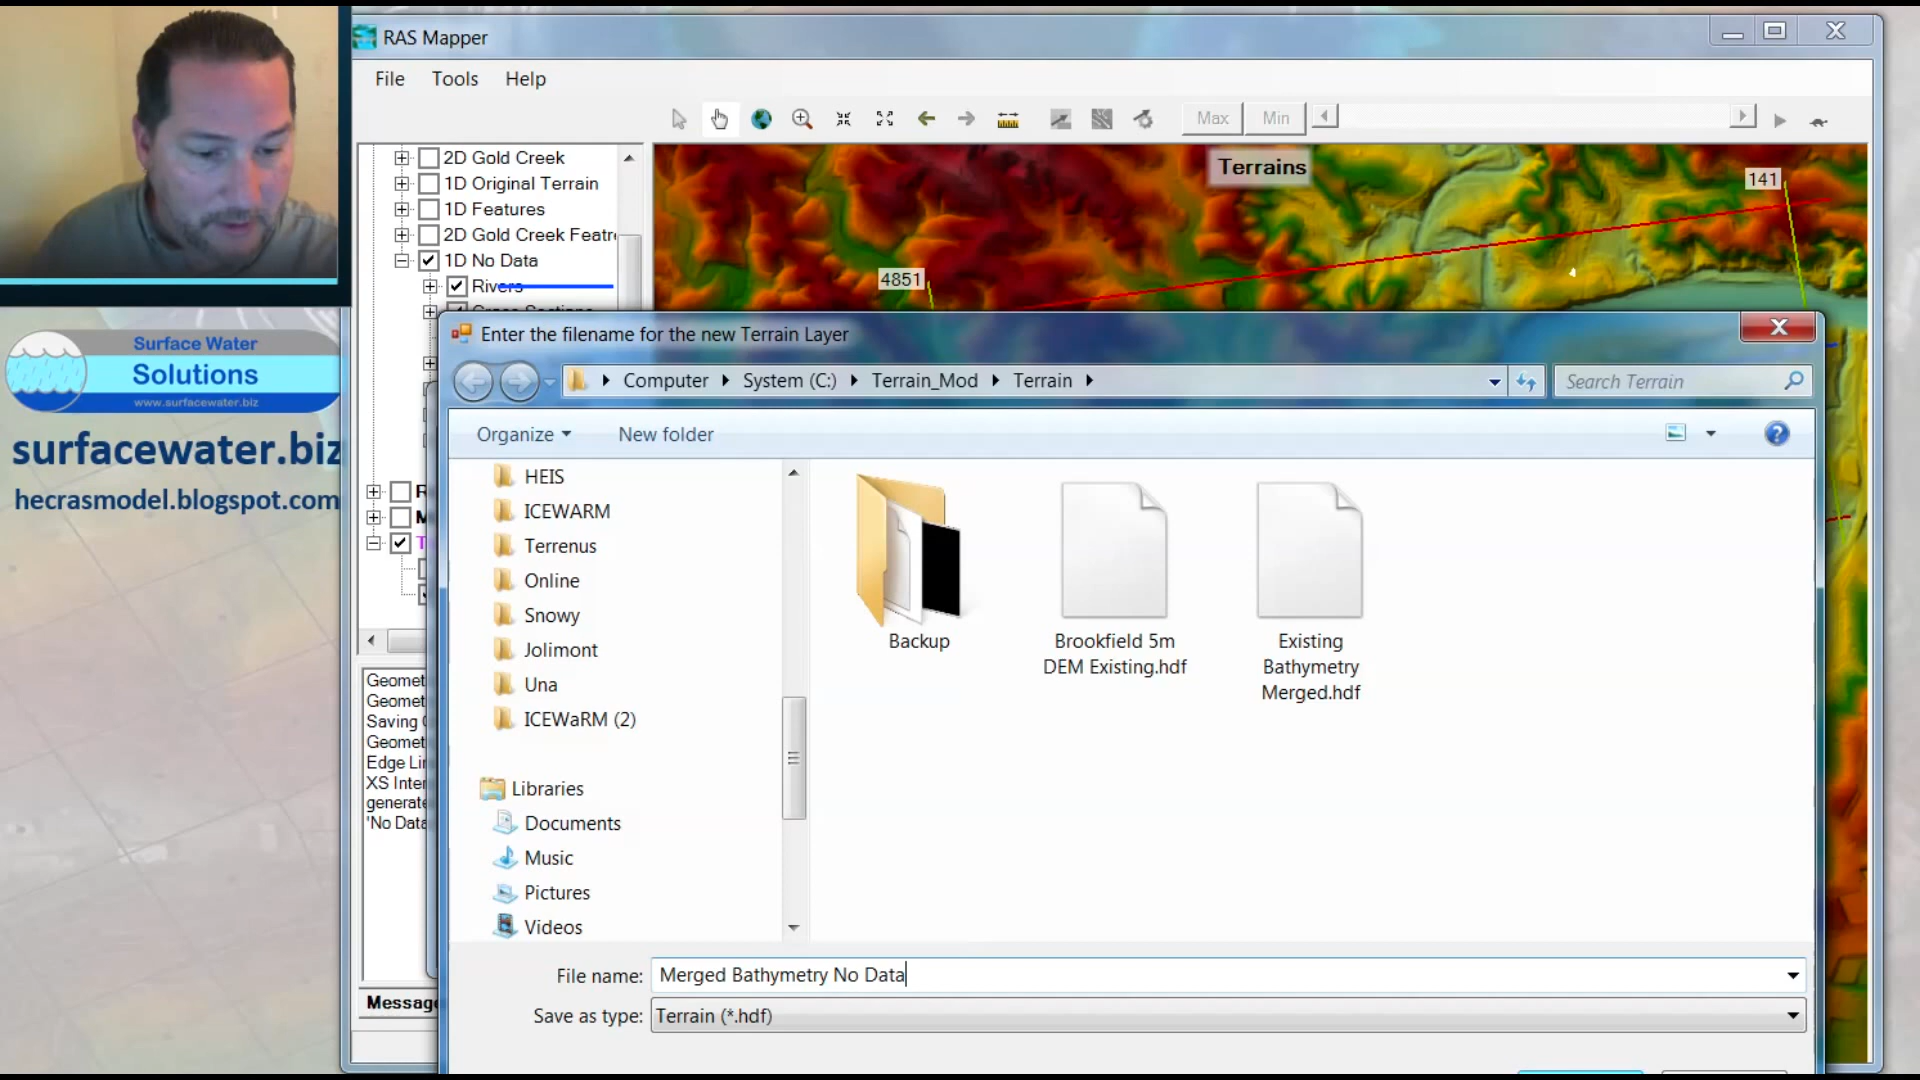 RAS Mapper
File Tools Help
Max Min
2D Gold Creek
1D Original Terrain
1D Features
2D Gold Creek Featr
1D No Data
Rivers
Terrains
141
4851
Surface Water
Solutions
www.surfacewater.biz
surfacewater.biz
hecrasmodel.blogspot.com
Enter the filename for the new Terrain Layer
Computer System (C:) Terrain_Mod Terrain
Search Terrain
Organize New folder
HEIS
ICEWARM
Terrenus
Online
Snowy
Jolimont
Una
ICEWaRM (2)
Libraries
Documents
Music
Pictures
Videos
Backup
Brookfield 5m
DEM Existing.hdf
Existing
Bathymetry
Merged.hdf
Geomet
Geomet
Saving
Geomet
Edge Li
XS Inter
generate
'No Data
Message
File name: Merged Bathymetry No Data
Save as type: Terrain (*.hdf)